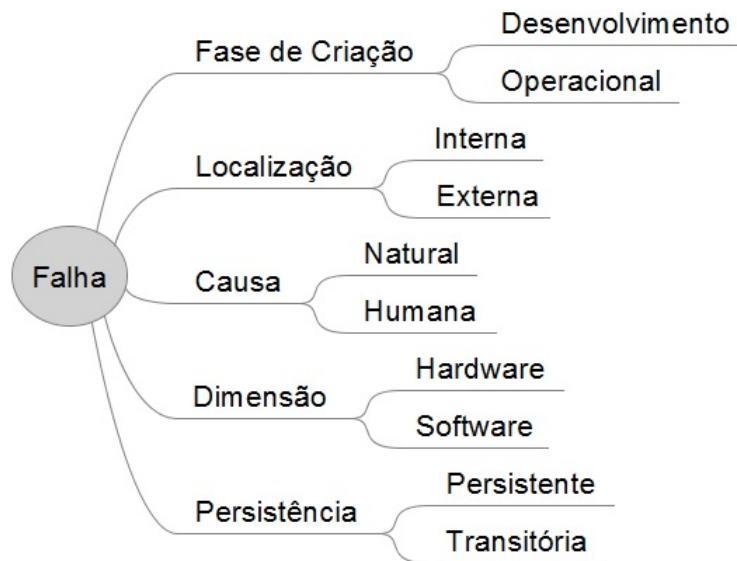 Falha
Fase de Criação
Desenvolvimento
Operacional
Localização
Interna
Externa
Causa
Natural
Humana
Dimensão
Hardware
Software
Persistência
Persistente
Transitória